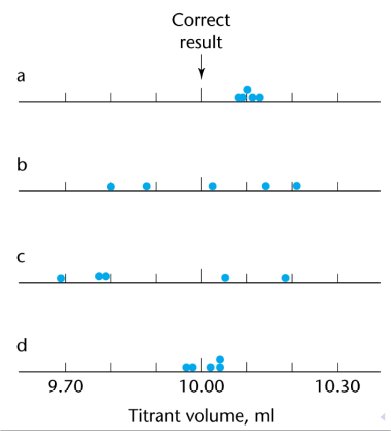 Correct
result
a
b
c
d
9.70 10.00 10.30
Titrant volume, ml